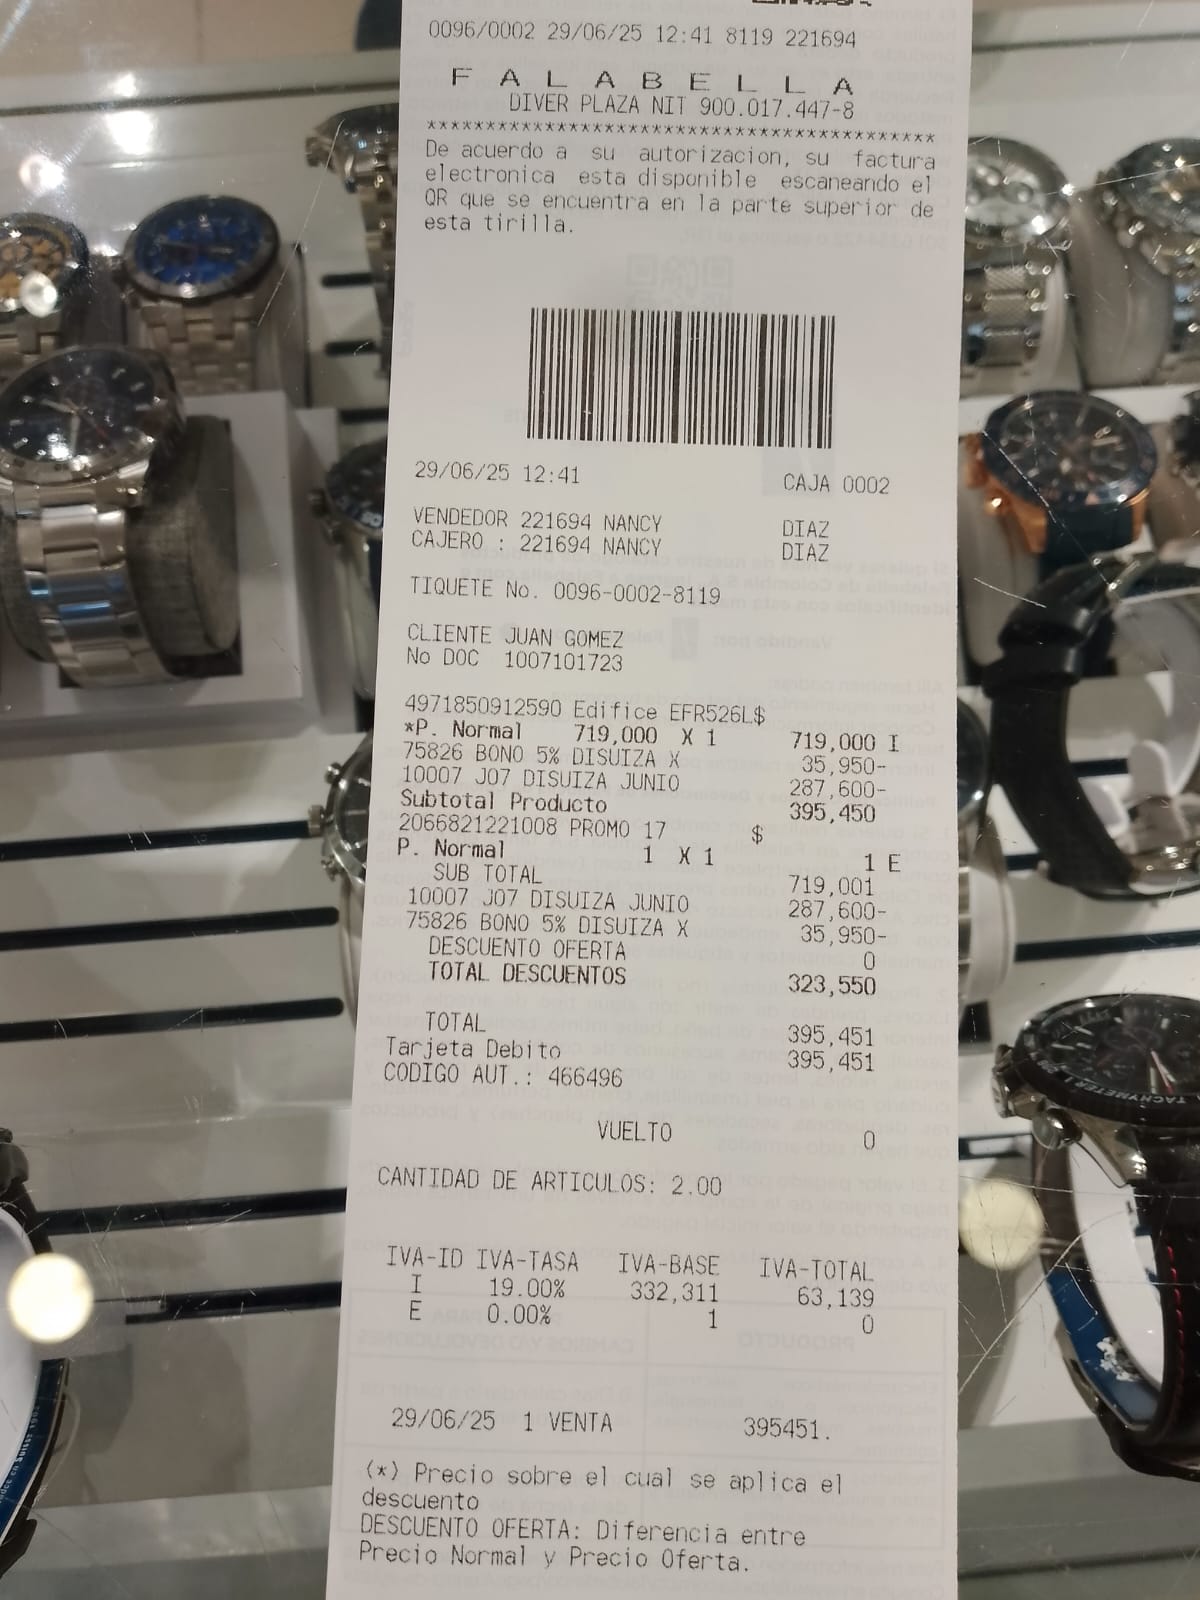 0096/0002 29/06/25 12:41 8119 221694
F A L A B E L L A
DIVER PLAZA NIT 900.017.447-8
*******************************************
De acuerdo a su autorizacion, su factura
electronica esta disponible escaneando el
QR que se encuentra en la parte superior de
esta tirilla.
29/06/25 12:41 CAJA 0002
VENDEDOR 221694 NANCY DIAZ
CAJERO : 221694 NANCY DIAZ
TIQUETE No. 0096-0002-8119
CLIENTE JUAN GOMEZ
No DOC 1007101723
4971850912590 Edifice EFR526L$
*P. Normal 719,000 X 1 719,000 I
75826 BONO 5% DISUIZA X 35,950-
10007 J07 DISUIZA JUNIO 287,600-
Subtotal Producto 395,450
2066821221008 PROMO 17 $
P. Normal 1 X 1 1 E
SUB TOTAL 719,001
10007 J07 DISUIZA JUNIO 287,600-
75826 BONO 5% DISUIZA X 35,950-
DESCUENTO OFERTA 0
TOTAL DESCUENTOS 323,550
TOTAL 395,451
Tarjeta Debito 395,451
CODIGO AUT.: 466496
VUELTO 0
CANTIDAD DE ARTICULOS: 2.00
IVA-ID IVA-TASA IVA-BASE IVA-TOTAL
I 19.00% 332,311 63,139
E 0.00% 1 0
29/06/25 1 VENTA 395451.
(*) Precio sobre el cual se aplica el
descuento
DESCUENTO OFERTA: Diferencia entre
Precio Normal y Precio Oferta.
TACHYMETER